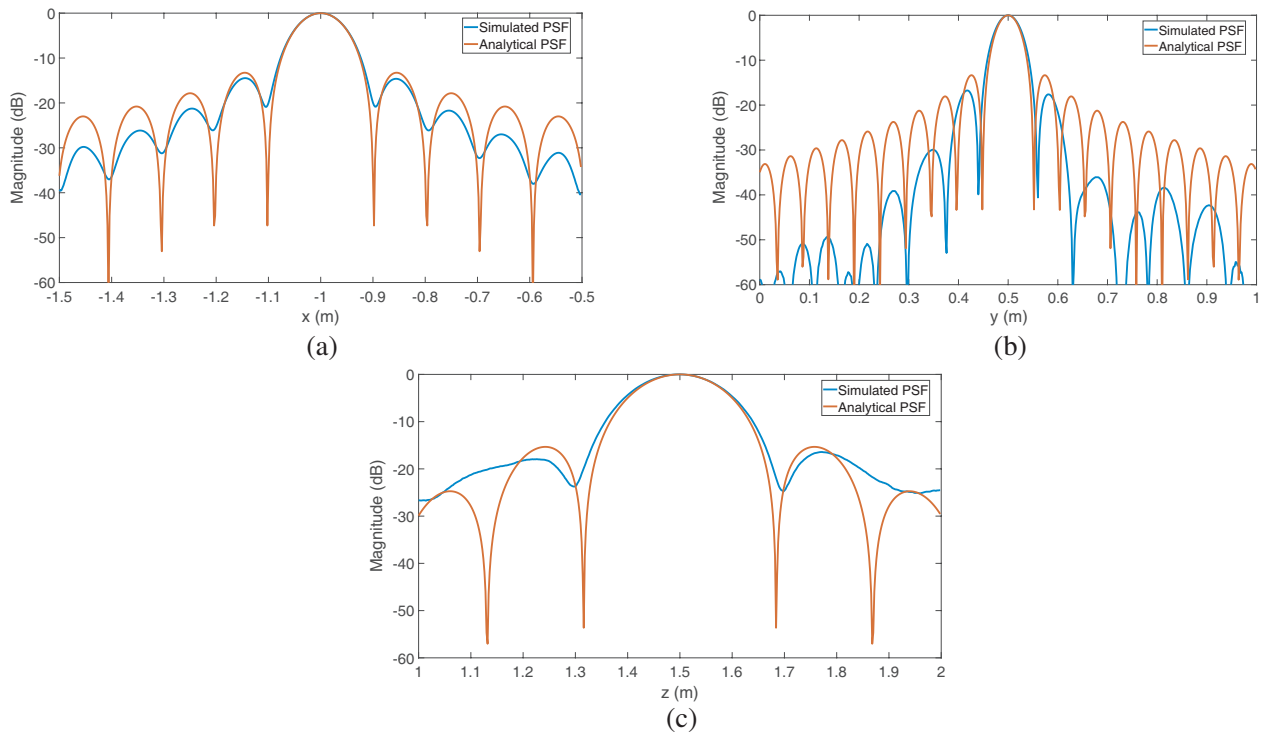 0
-10
-20
-30
-40
-50
-60
Magnitude (dB)
-1.5 -1.4 -1.3 -1.2 -1.1 -1 -0.9 -0.8 -0.7 -0.6 -0.5
x (m)
Simulated PSF
Analytical PSF
(a)
0
-10
-20
-30
-40
-50
-60
Magnitude (dB)
0 0.1 0.2 0.3 0.4 0.5 0.6 0.7 0.8 0.9 1
y (m)
Simulated PSF
Analytical PSF
(b)
0
-10
-20
-30
-40
-50
-60
Magnitude (dB)
1 1.1 1.2 1.3 1.4 1.5 1.6 1.7 1.8 1.9 2
z (m)
Simulated PSF
Analytical PSF
(c)